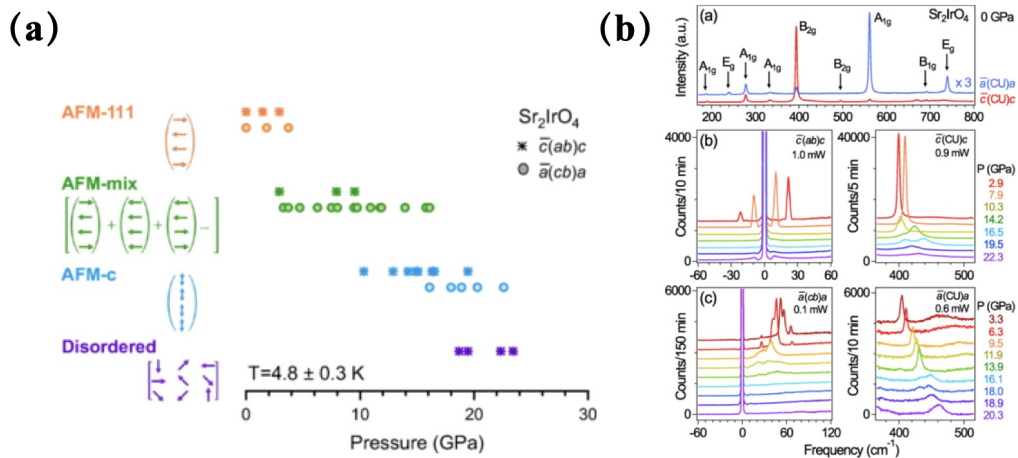 (a)
AFM-111
AFM-mix
+ + ...
AFM-c
Disordered
Sr₂IrO₄
c̅(ab)c
a̅(cb)a
T=4.8 ± 0.3 K
0 10 20 30
Pressure (GPa)
(b)
(a)
Sr₂IrO₄
0 GPa
Intensity (a.u.)
A₁g E_g A₁g A₁g B₂g B₂g A₁g B₁g E_g
x 3
a̅(CU)a
c̅(CU)c
200 300 400 500 600 700 800
(b)
4000
0
Counts/10 min
c̅(ab)c
1.0 mW
-60 -30 0 30 60
40000
0
Counts/5 min
c̅(CU)c
0.9 mW
400 500
P (GPa)
2.9
7.9
10.3
14.2
16.5
19.5
22.3
(c)
6000
0
Counts/150 min
a̅(cb)a
0.1 mW
-60 0 60 120
6000
0
Counts/10 min
a̅(CU)a
0.6 mW
400 500
P (GPa)
3.3
6.3
9.5
11.9
13.9
16.1
18.0
18.9
20.3
Frequency (cm⁻¹)